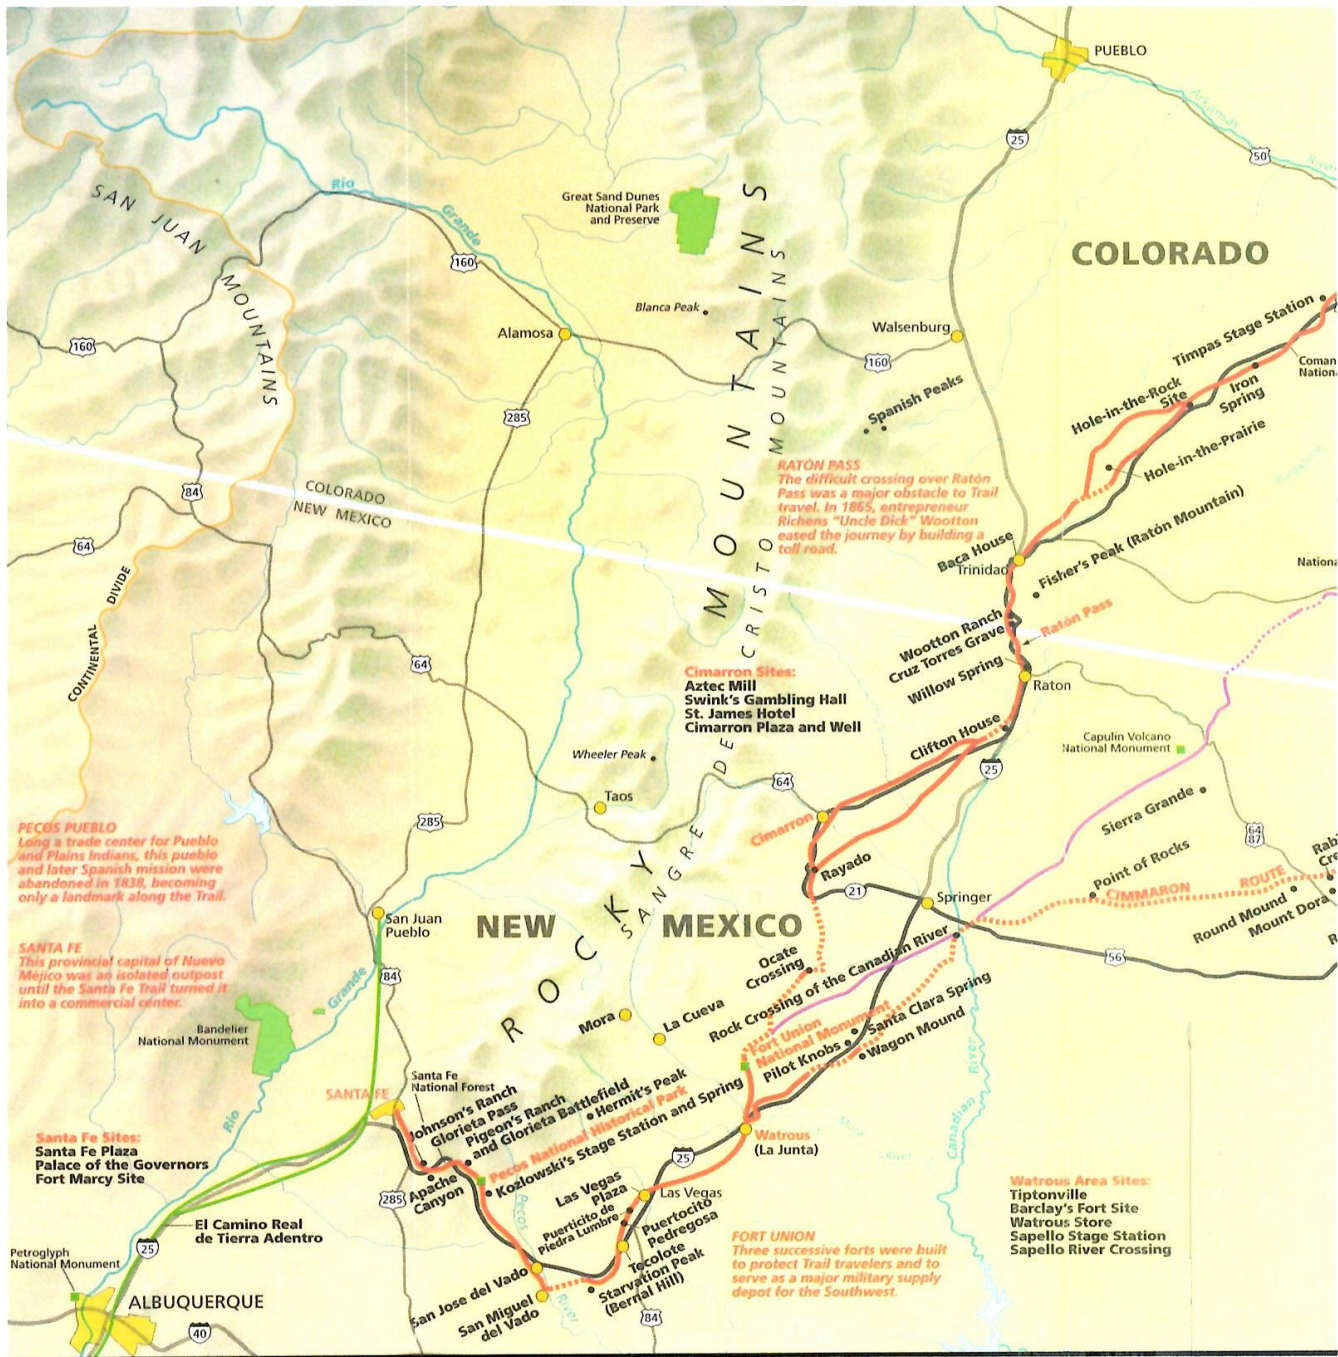 PUEBLO
Arkansas
River
25
50
SAN JUAN
MOUNTAINS
Rio
Grande
160
Great Sand Dunes
National Park
and Preserve
COLORADO
Blanca Peak
Alamosa
Walsenburg
160
160
285
Spanish Peaks
Timpas Stage Station
Coman
Nation
Iron
Spring
Hole-in-the-Rock
Site
Hole-in-the-Prairie
ROCKY MOUNTAINS
SANGRE DE CRISTO MOUNTAINS
RATÓN PASS
The difficult crossing over Ratón
Pass was a major obstacle to Trail
travel. In 1865, entrepreneur
Richens "Uncle Dick" Wootton
eased the journey by building a
toll road.
84
COLORADO
NEW MEXICO
64
CONTINENTAL DIVIDE
Baca House
Trinidad
Fisher's Peak (Ratón Mountain)
Nationa
Wootton Ranch
Cruz Torres Grave
Ratón Pass
Willow Spring
Raton
64
Cimarron Sites:
Aztec Mill
Swink's Gambling Hall
St. James Hotel
Cimarron Plaza and Well
Clifton House
Capulin Volcano
National Monument
25
Wheeler Peak
Taos
64
Sierra Grande
285
Cimarron
64
87
PECOS PUEBLO
Long a trade center for Pueblo
and Plains Indians, this pueblo
and later Spanish mission were
abandoned in 1838, becoming
only a landmark along the Trail.
Rayado
Point of Rocks
Rab
CIMMARON ROUTE
21
Springer
Round Mound
Mount Dora
San Juan
Pueblo
NEW MEXICO
SANTA FE
This provincial capital of Nuevo
Méjico was an isolated outpost
until the Santa Fe Trail turned it
into a commercial center.
84
Grande
Ocate
Crossing
Rock Crossing of the Canadian River
56
R
Bandelier
National Monument
Mora
La Cueva
Fort Union
National Monument
Santa Clara Spring
Pilot Knobs
Wagon Mound
SANTA FE
Santa Fe
National Forest
Johnson's Ranch
Glorieta Pass
Pigeon's Ranch
and Glorieta Battlefield
Hermit's Peak
Pecos National Historical Park
Kozlowski's Stage Station and Spring
Rio
Canadian
River
Mora
River
Watrous
(La Junta)
25
Santa Fe Sites:
Santa Fe Plaza
Palace of the Governors
Fort Marcy Site
Apache
Canyon
285
Pecos
River
Las Vegas
Plaza
Las Vegas
Puerticito de
Piedra Lumbre
Puertocito
Pedregosa
Tecolote
Starvation Peak
(Bernal Hill)
Watrous Area Sites:
Tiptonville
Barclay's Fort Site
Watrous Store
Sapello Stage Station
Sapello River Crossing
El Camino Real
de Tierra Adentro
25
Petroglyph
National Monument
FORT UNION
Three successive forts were built
to protect Trail travelers and to
serve as a major military supply
depot for the Southwest.
San Jose del Vado
San Miguel
del Vado
84
ALBUQUERQUE
40